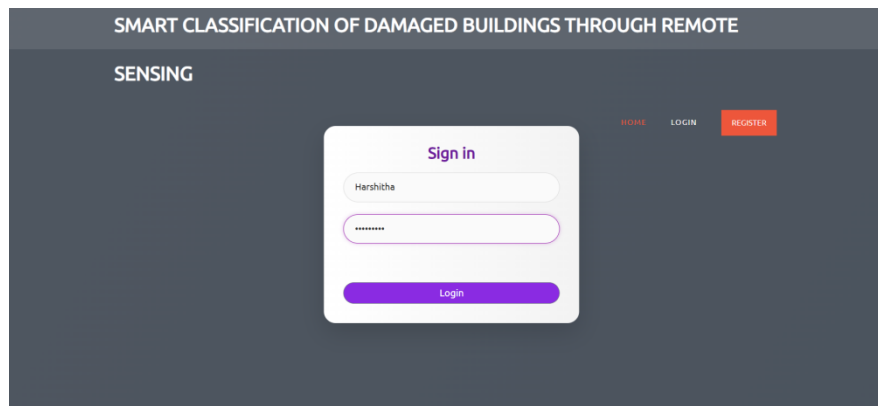 SMART CLASSIFICATION OF DAMAGED BUILDINGS THROUGH REMOTE
SENSING
HOME LOGIN REGISTER
Sign in
Harshitha
•••••••••
Login